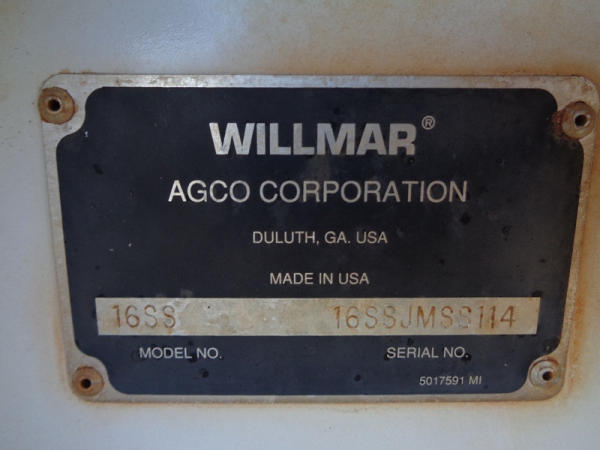 WILLMAR®
AGCO CORPORATION
DULUTH, GA. USA
MADE IN USA
16SS 16SSJMSS114
MODEL NO. SERIAL NO.
5017591 MI